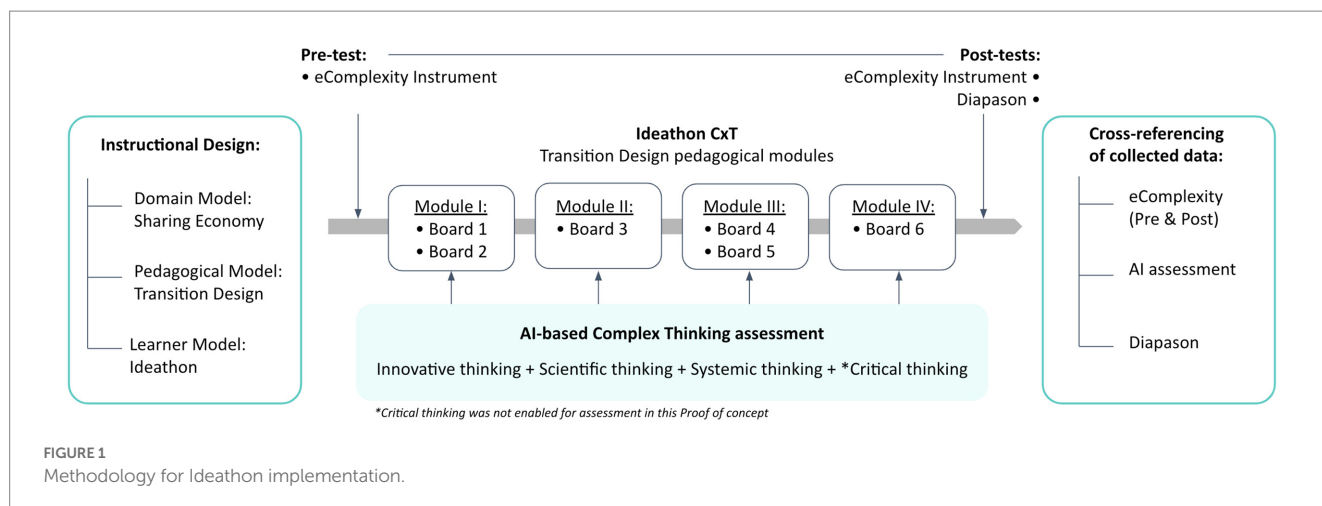 Pre-test:
• eComplexity Instrument
Post-tests:
eComplexity Instrument •
Diapason •
Instructional Design:
Domain Model:
Sharing Economy
Pedagogical Model:
Transition Design
Learner Model:
Ideathon
Ideathon CxT
Transition Design pedagogical modules
Module I:
• Board 1
• Board 2
Module II:
• Board 3
Module III:
• Board 4
• Board 5
Module IV:
• Board 6
AI-based Complex Thinking assessment
Innovative thinking + Scientific thinking + Systemic thinking + *Critical thinking
*Critical thinking was not enabled for assessment in this Proof of concept
Cross-referencing
of collected data:
eComplexity
(Pre & Post)
AI assessment
Diapason
FIGURE 1
Methodology for Ideathon implementation.